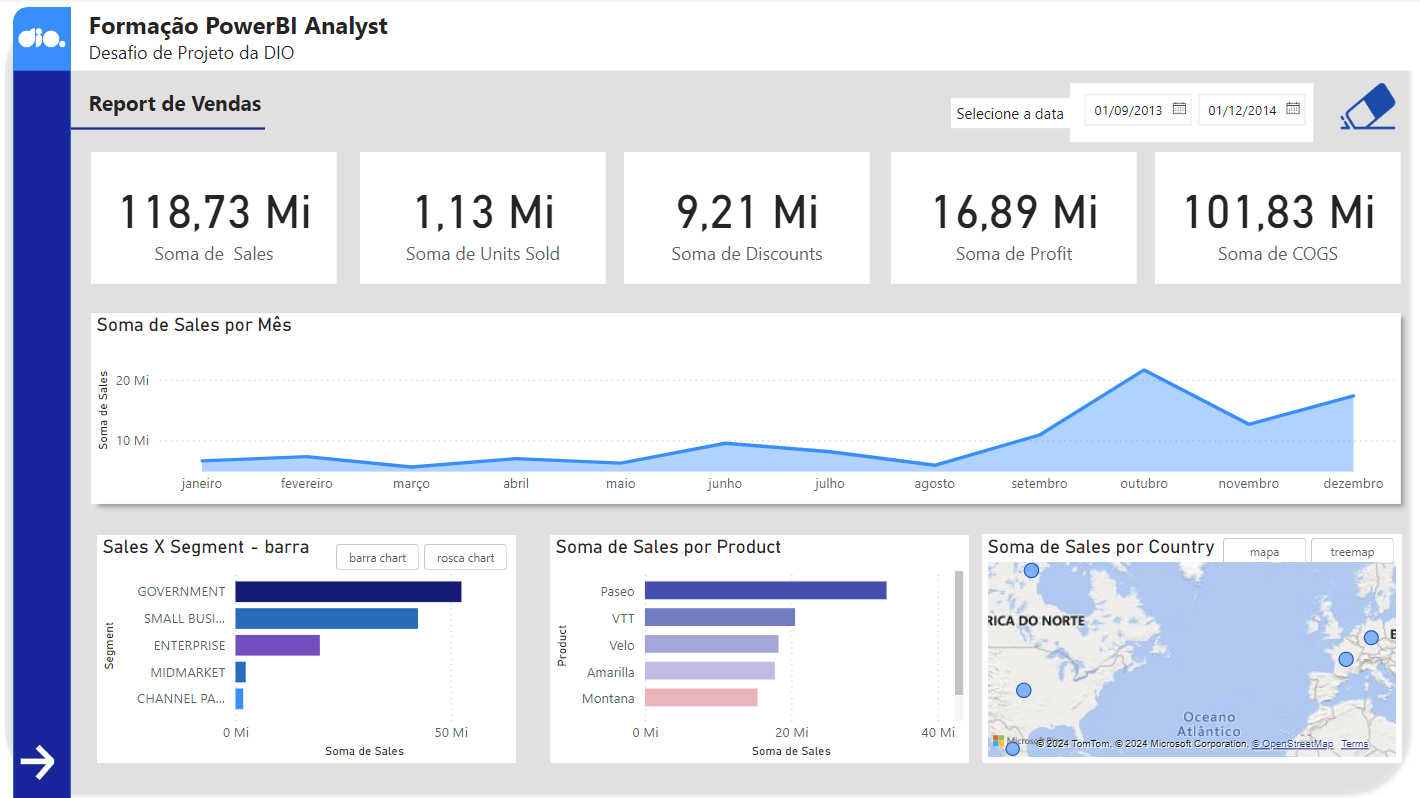 dio.
Formação PowerBI Analyst
Desafio de Projeto da DIO
Report de Vendas
Selecione a data
01/09/2013
01/12/2014
118,73 Mi
Soma de  Sales
1,13 Mi
Soma de Units Sold
9,21 Mi
Soma de Discounts
16,89 Mi
Soma de Profit
101,83 Mi
Soma de COGS
Soma de Sales por Mês
Soma de Sales
20 Mi
10 Mi
janeiro
fevereiro
março
abril
maio
junho
julho
agosto
setembro
outubro
novembro
dezembro
Sales X Segment - barra
barra chart
rosca chart
Segment
GOVERNMENT
SMALL BUSI...
ENTERPRISE
MIDMARKET
CHANNEL PA...
0 Mi
50 Mi
Soma de Sales
Soma de Sales por Product
Product
Paseo
VTT
Velo
Amarilla
Montana
0 Mi
20 Mi
40 Mi
Soma de Sales
Soma de Sales por Country
mapa
treemap
RICA DO NORTE
E
Oceano
Atlântico
Microsoft Bing
© 2024 TomTom, © 2024 Microsoft Corporation, © OpenStreetMap Terms